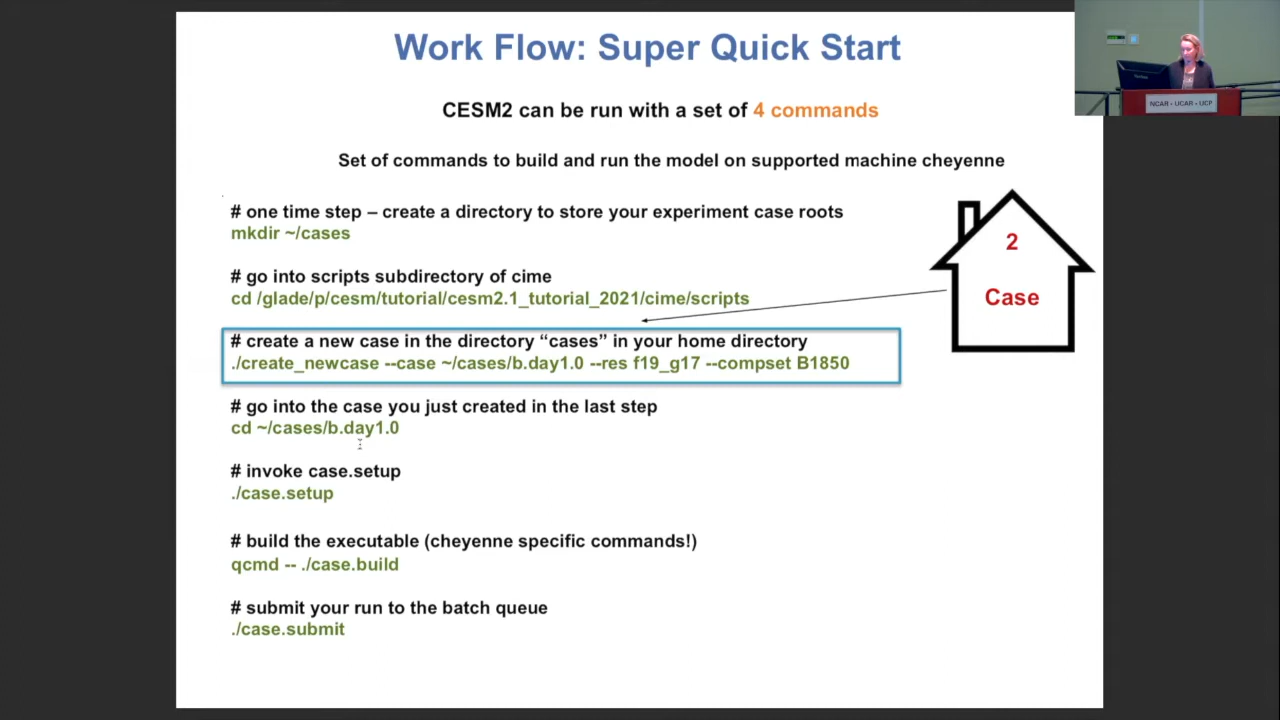 Work Flow: Super Quick Start
NCAR • UCAR • UCP
CESM2 can be run with a set of 4 commands
Set of commands to build and run the model on supported machine cheyenne
# one time step – create a directory to store your experiment case roots
mkdir ~/cases
# go into scripts subdirectory of cime
cd /glade/p/cesm/tutorial/cesm2.1_tutorial_2021/cime/scripts
2
Case
# create a new case in the directory “cases” in your home directory
./create_newcase --case ~/cases/b.day1.0 --res f19_g17 --compset B1850
# go into the case you just created in the last step
cd ~/cases/b.day1.0
# invoke case.setup
./case.setup
# build the executable (cheyenne specific commands!)
qcmd -- ./case.build
# submit your run to the batch queue
./case.submit